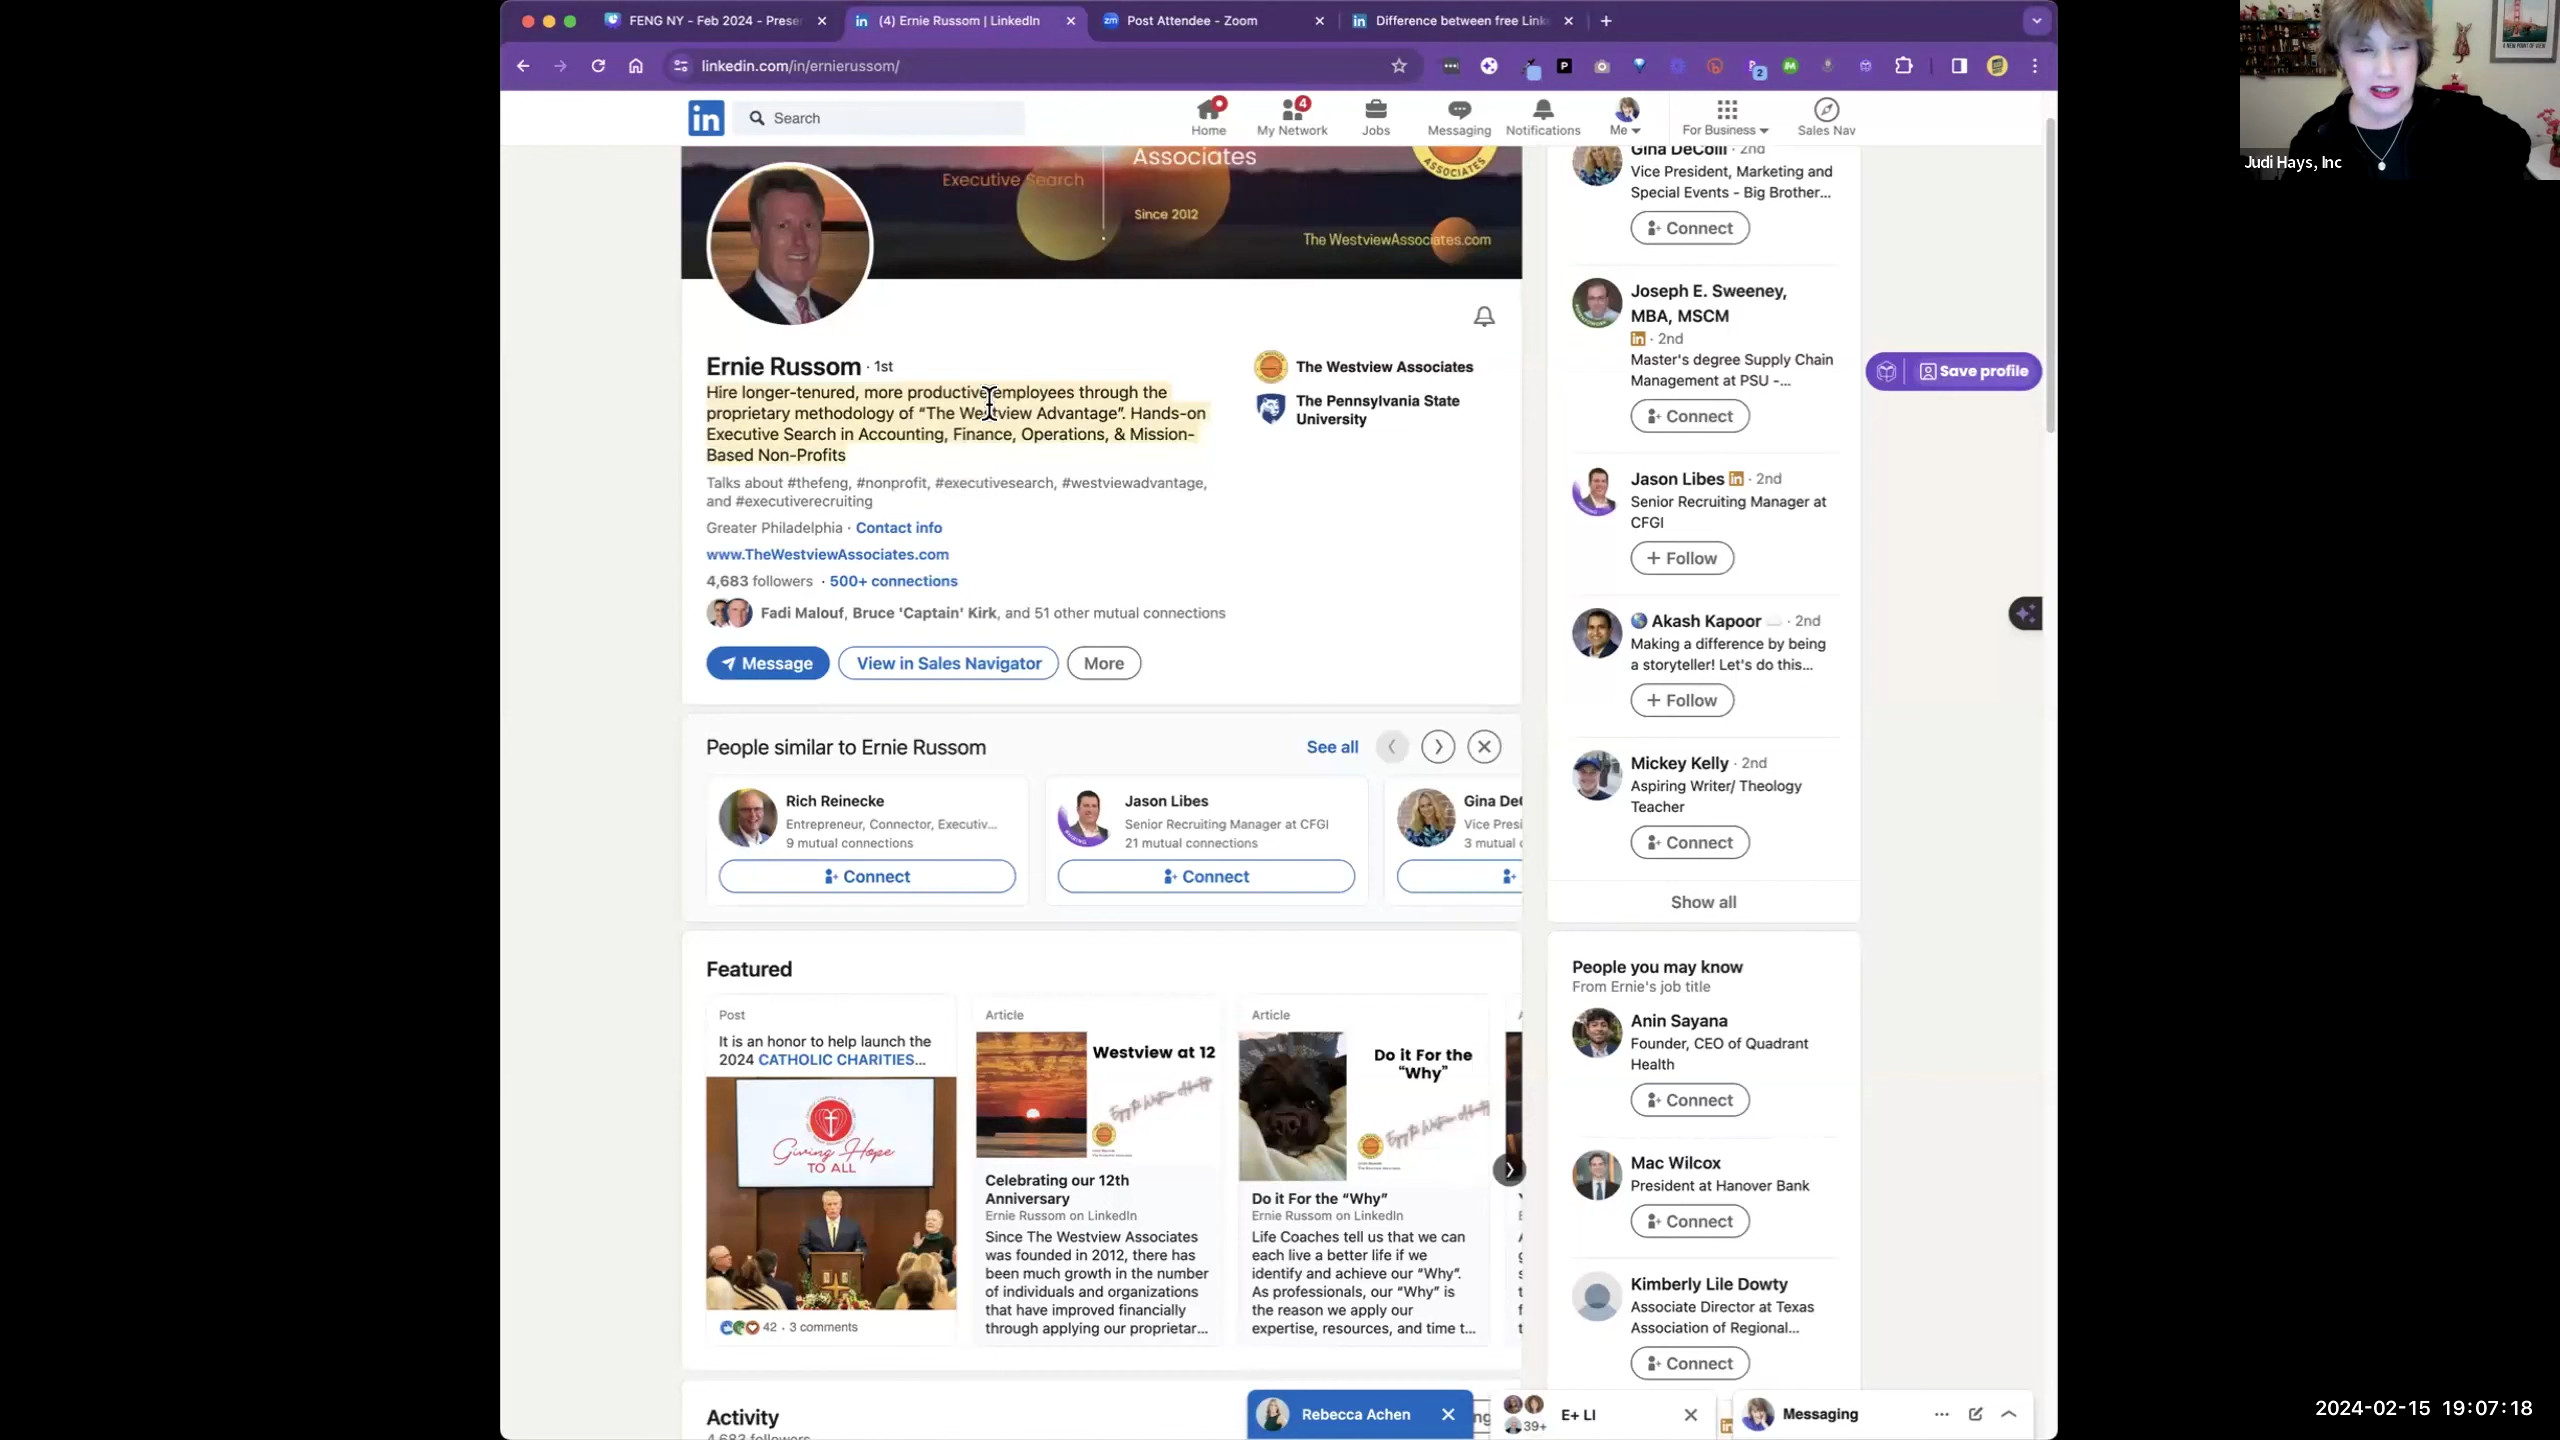 FENG NY - Feb 2024 - Prese
(4) Ernie Russom | LinkedIn
Post Attendee - Zoom
Difference between free Link
linkedin.com/in/ernierussom/
Search
Home
4
My Network
Jobs
Messaging
Notifications
Me
For Business
Sales Nav
Executive Search
Associates
Since 2012
ASSOCIATES
The WestviewAssociates.com
Ernie Russom · 1st
Hire longer-tenured, more productive employees through the
proprietary methodology of “The Westview Advantage”. Hands-on
Executive Search in Accounting, Finance, Operations, & Mission-
Based Non-Profits
Talks about #thefeng, #nonprofit, #executivesearch, #westviewadvantage,
and #executiverecruiting
Greater Philadelphia · Contact info
www.TheWestviewAssociates.com
4,683 followers · 500+ connections
Fadi Malouf, Bruce 'Captain' Kirk, and 51 other mutual connections
Message
View in Sales Navigator
More
The Westview Associates
The Pennsylvania State
University
People similar to Ernie Russom
See all
Rich Reinecke
Entrepreneur, Connector, Executiv...
9 mutual connections
Connect
Jason Libes
Senior Recruiting Manager at CFGI
21 mutual connections
Connect
Gina De
Vice Presi
3 mutual c
Featured
Post
It is an honor to help launch the
2024 CATHOLIC CHARITIES...
Giving Hope
TO ALL
42 · 3 comments
Article
Westview at 12
Celebrating our 12th
Anniversary
Ernie Russom on LinkedIn
Since The Westview Associates
was founded in 2012, there has
been much growth in the number
of individuals and organizations
that have improved financially
through applying our proprietar...
Article
Do it For the
“Why”
Do it For the “Why”
Ernie Russom on LinkedIn
Life Coaches tell us that we can
each live a better life if we
identify and achieve our “Why”.
As professionals, our “Why” is
the reason we apply our
expertise, resources, and time t...
Activity
4,683 followers
Gina DeColli · 2nd
Vice President, Marketing and
Special Events - Big Brother...
Connect
Joseph E. Sweeney,
MBA, MSCM
in · 2nd
Master's degree Supply Chain
Management at PSU -...
Connect
Jason Libes in · 2nd
Senior Recruiting Manager at
CFGI
+ Follow
Akash Kapoor · 2nd
Making a difference by being
a storyteller! Let's do this...
+ Follow
Mickey Kelly · 2nd
Aspiring Writer/ Theology
Teacher
Connect
Show all
People you may know
From Ernie's job title
Anin Sayana
Founder, CEO of Quadrant
Health
Connect
Mac Wilcox
President at Hanover Bank
Connect
Kimberly Lile Dowty
Associate Director at Texas
Association of Regional...
Connect
Save profile
Rebecca Achen
39+
E+ LI
Messaging
Judi Hays, Inc
2024-02-15 19:07:18